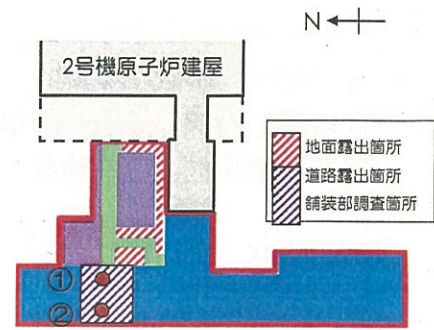 N
2号機原子炉建屋
地面露出箇所
道路露出箇所
舗装部調査箇所
①
②